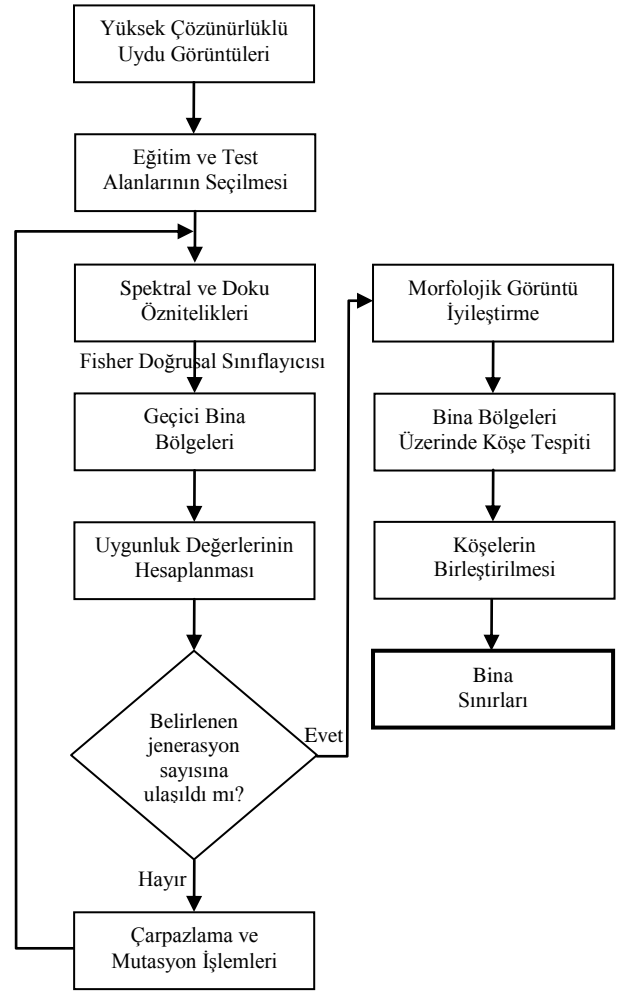 Yüksek Çözünürlüklü
Uydu Görüntüleri
Eğitim ve Test
Alanlarının Seçilmesi
Spektral ve Doku
Öznitelikleri
Fisher Doğrusal Sınıflayıcısı
Geçici Bina
Bölgeleri
Uygunluk Değerlerinin
Hesaplanması
Belirlenen
jenerasyon
sayısına
ulaşıldı mı?
Evet
Hayır
Çarpazlama ve
Mutasyon İşlemleri
Morfolojik Görüntü
İyileştirme
Bina Bölgeleri
Üzerinde Köşe Tespiti
Köşelerin
Birleştirilmesi
Bina
Sınırları